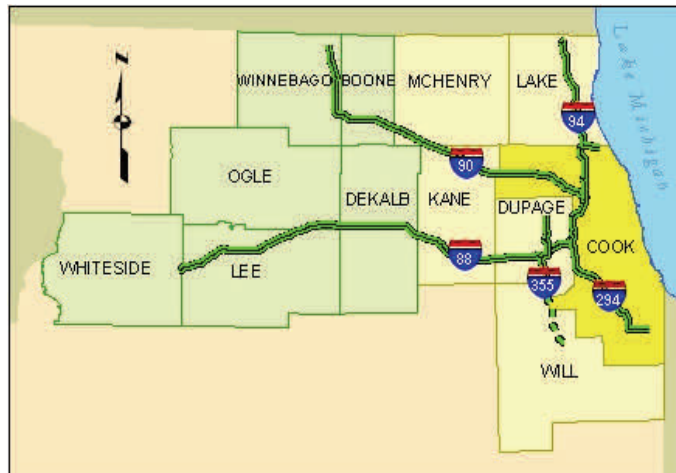 N
WINNEBAGO
BOONE
MCHENRY
LAKE
Lake Michigan
94
OGLE
90
DEKALB
KANE
DUPAGE
WHITESIDE
LEE
88
COOK
355
294
WILL